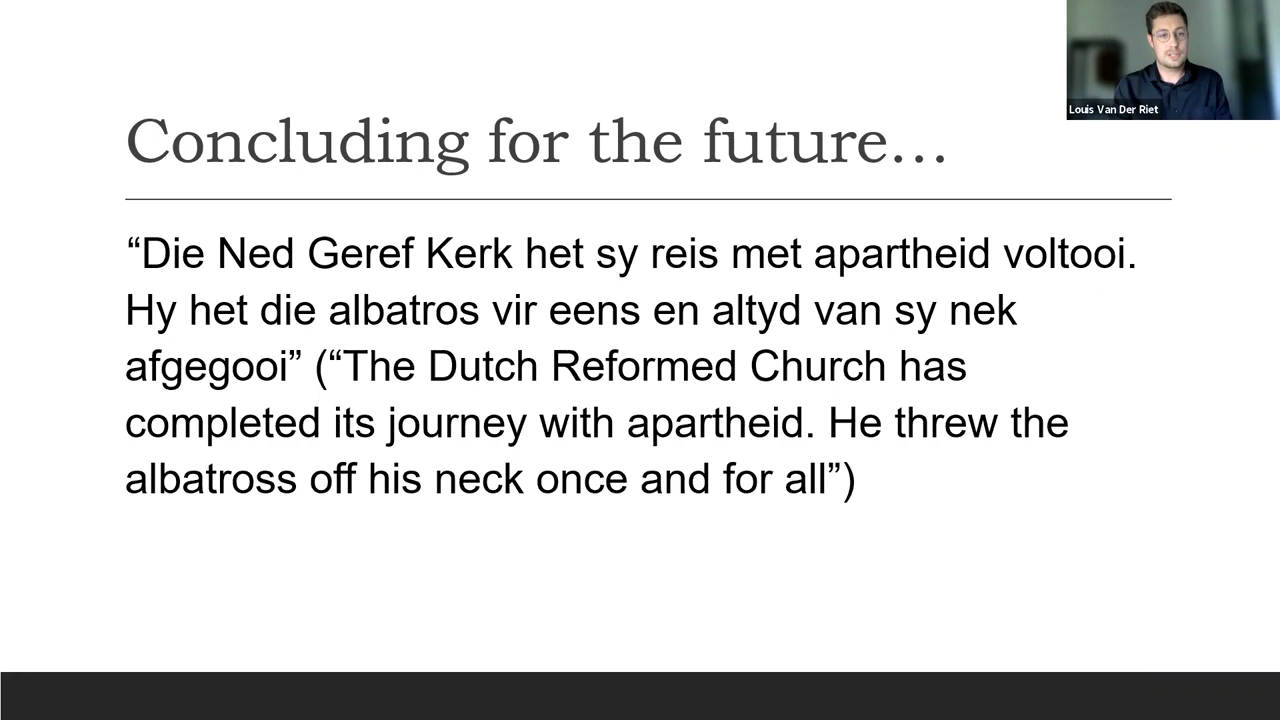 Louis Van Der Riet
Concluding for the future...
“Die Ned Geref Kerk het sy reis met apartheid voltooi.
Hy het die albatros vir eens en altyd van sy nek
afgegooi” (“The Dutch Reformed Church has
completed its journey with apartheid. He threw the
albatross off his neck once and for all”)